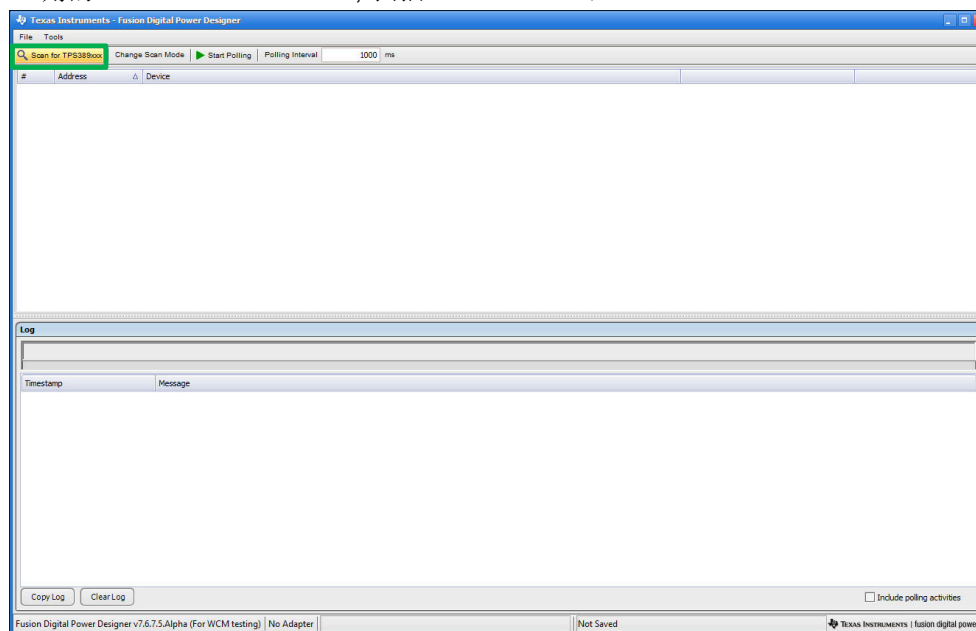 Texas Instruments - Fusion Digital Power Designer
File Tools
Scan for TPS389xxx Change Scan Mode Start Polling Polling Interval 1000 ms
# Address Device
Log
Timestamp Message
Copy Log Clear Log Include polling activities
Fusion Digital Power Designer v7.6.7.5.Alpha (For WCM testing) No Adapter Not Saved TEXAS INSTRUMENTS | fusion digital powe